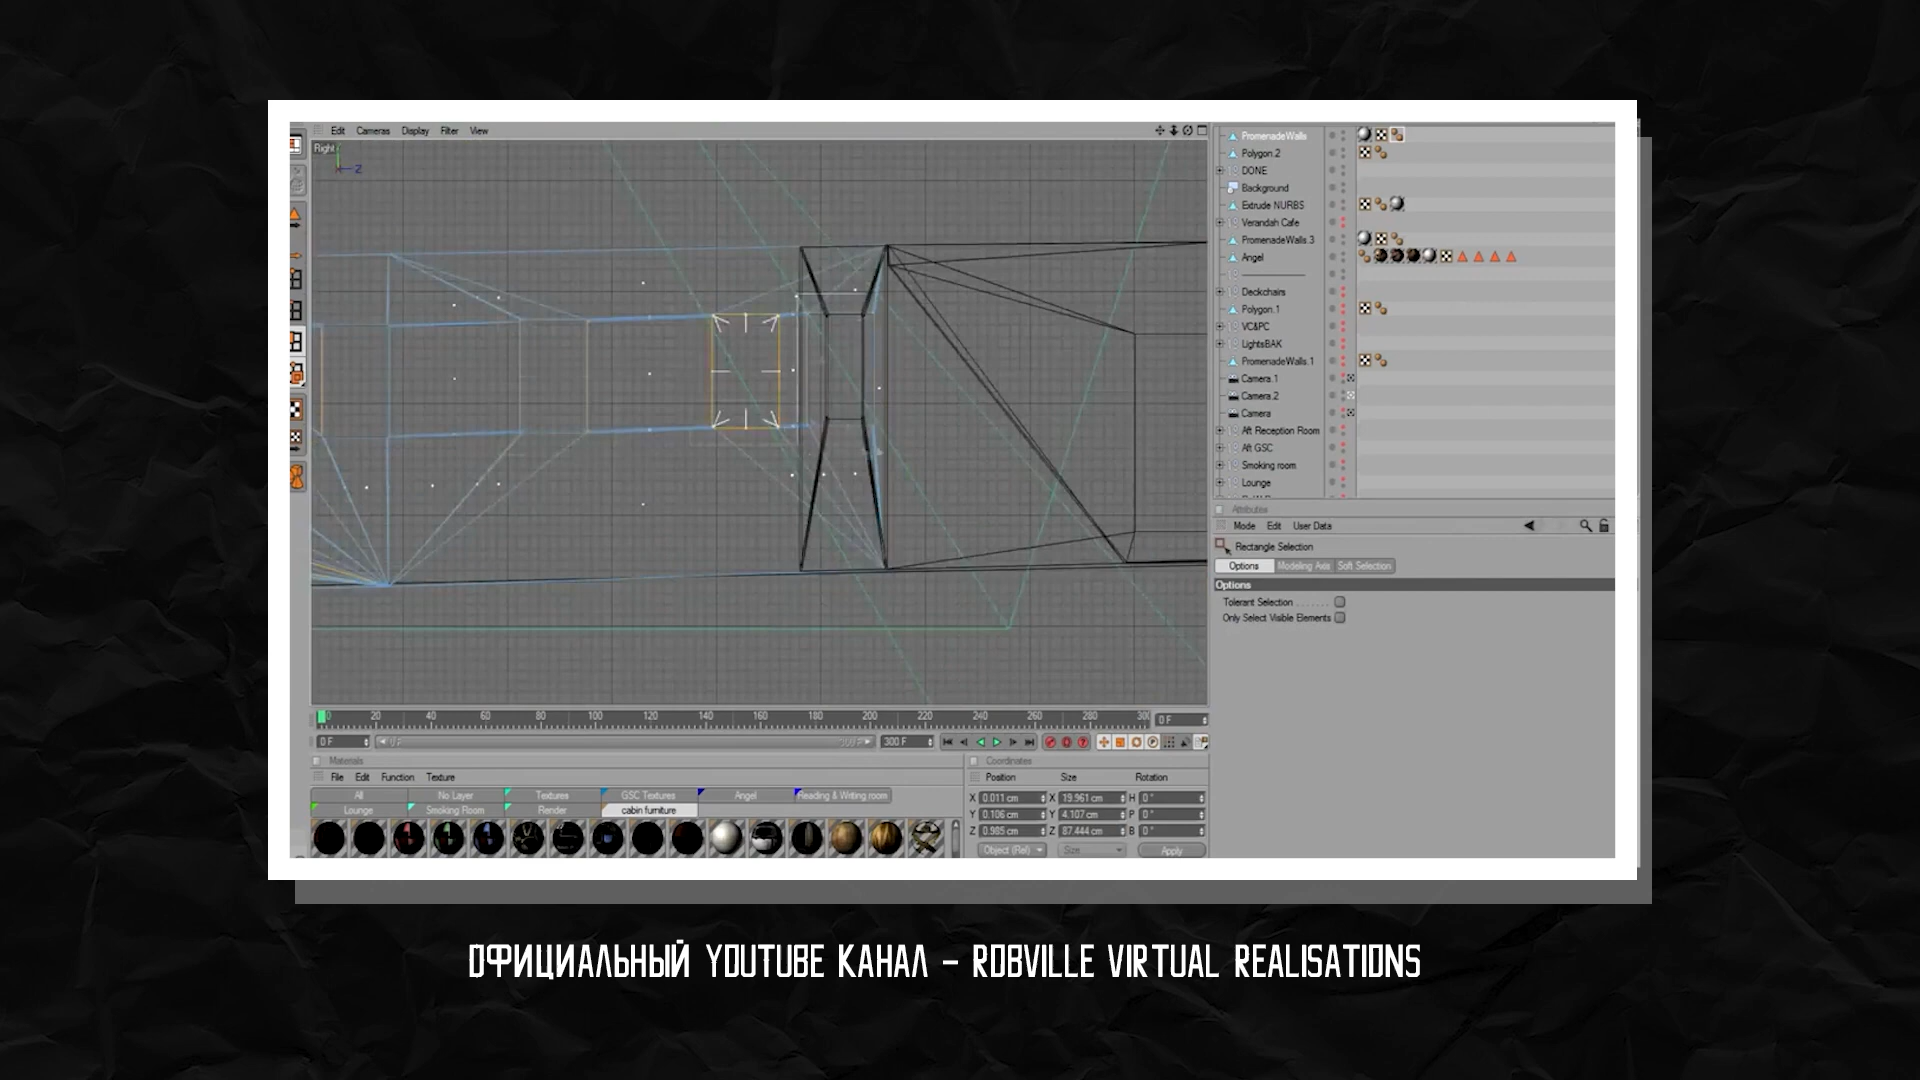 Edit Cameras Display Filter View
Right
Z
PromenadeWalls
Polygon.2
DONE
Background
Extrude NURBS
Verandah Cafe
PromenadeWalls.3
Angel
Deckchairs
Polygon.1
VC&PC
LightsBAK
PromenadeWalls.1
Camera.1
Camera.2
Camera
Aft Reception Room
Aft GSC
Smoking room
Lounge
Attributes
Mode Edit User Data
Rectangle Selection
Options Modeling Axis Soft Selection
Options
Tolerant Selection
Only Select Visible Elements
0 20 40 60 80 100 120 140 160 180 200 220 240 260 280 300 0 F
0 F 300 F
Materials
File Edit Function Texture
All No Layer Textures GSC Textures Angel Reading & Writing room
Lounge Smoking Room Render cabin furniture
Coordinates
Position Size Rotation
X 0.011 cm X 19.961 cm H 0 °
Y 0.106 cm Y 4.107 cm P 0 °
Z 0.985 cm Z 87.444 cm B 0 °
Object (Rel) Size Apply
ОФИЦИАЛЬНЫЙ YOUTUBE КАНАЛ – ROBVILLE VIRTUAL REALISATIONS